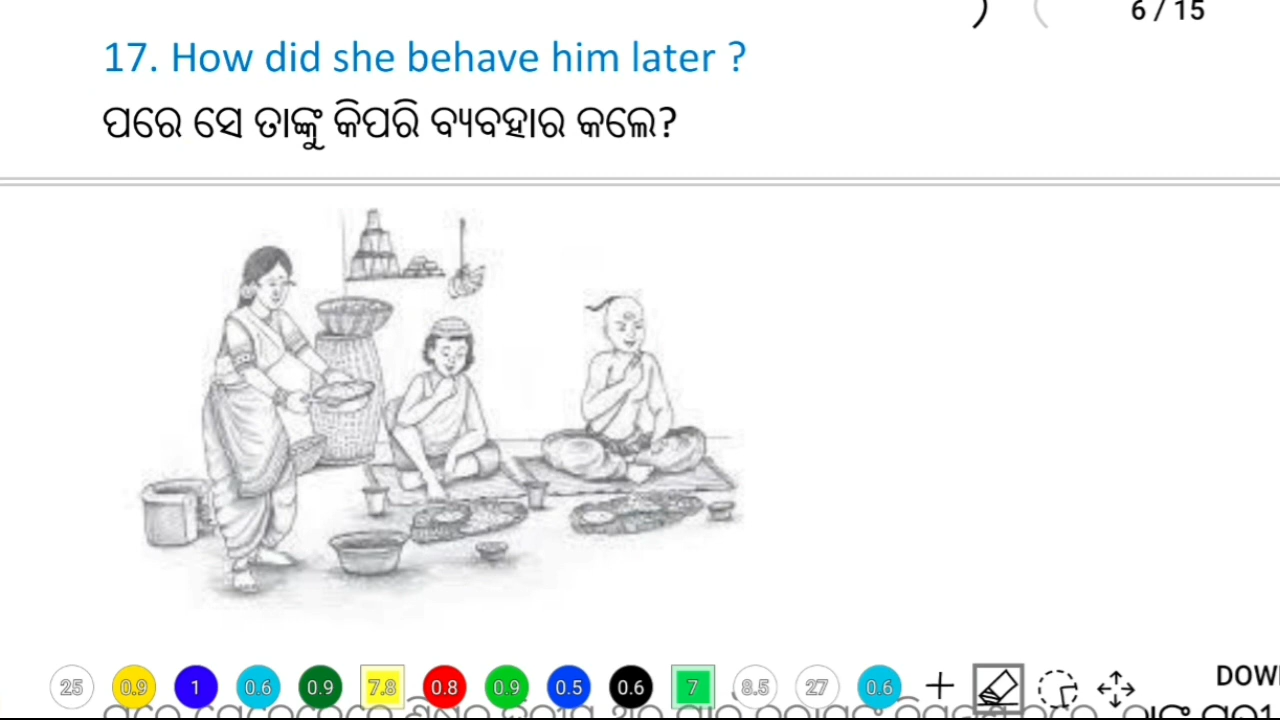 6 / 15
17. How did she behave him later ?
ପରେ ସେ ତାଙ୍କୁ କିପରି ବ୍ୟବହାର କଲେ?
25 0.9 1 0.6 0.9 7.8 0.8 0.9 0.5 0.6 7 8.5 27 0.6